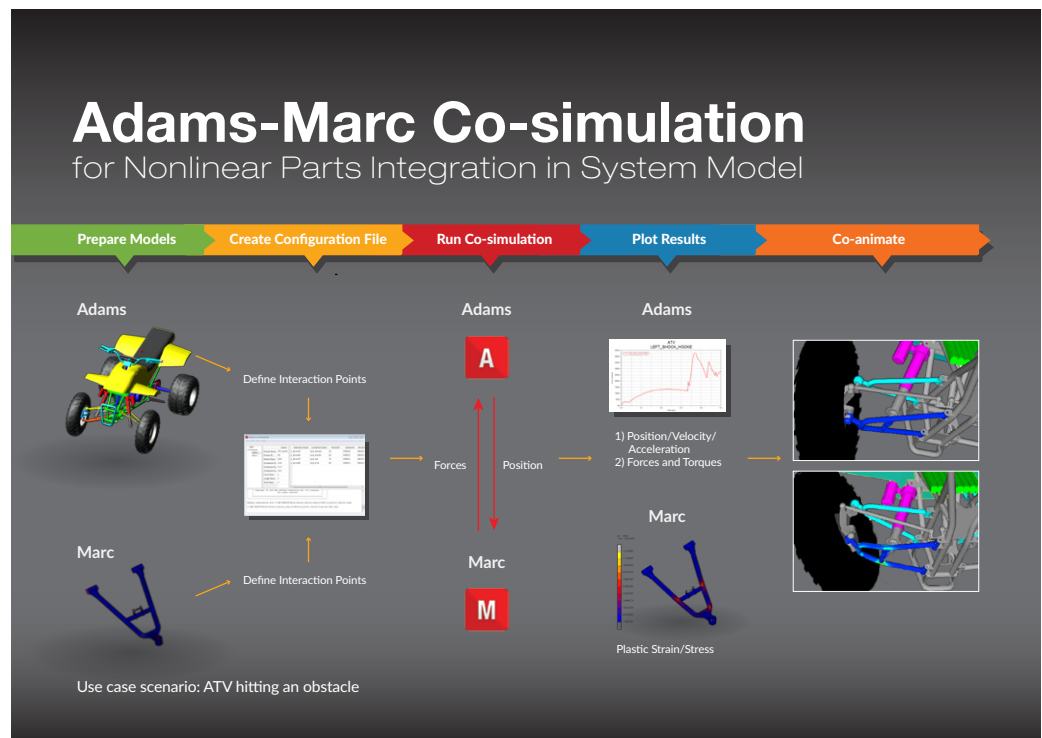 Adams-Marc Co-simulation
for Nonlinear Parts Integration in System Model
Prepare Models
Create Configuration File
Run Co-simulation
Plot Results
Co-animate
Adams
Define Interaction Points
Marc
Define Interaction Points
Adams
A
Forces
Position
Marc
M
Adams
ATV
LEFT_SHOCK_HOOKE
1) Position/Velocity/
Acceleration
2) Forces and Torques
Marc
Plastic Strain/Stress
Use case scenario: ATV hitting an obstacle